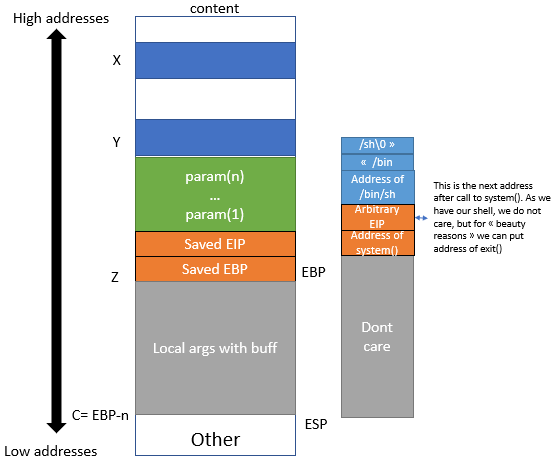 content
High addresses
X
Y
param(n)
...
param(1)
Saved EIP
Saved EBP
Z
EBP
Local args with buff
C= EBP-n
ESP
Other
Low addresses
/sh\0 »
« /bin
Address of
/bin/sh
Arbitrary
EIP
Address of
system()
Dont
care
This is the next address
after call to system(). As we
have our shell, we do not
care, but for « beauty
reasons » we can put
address of exit()